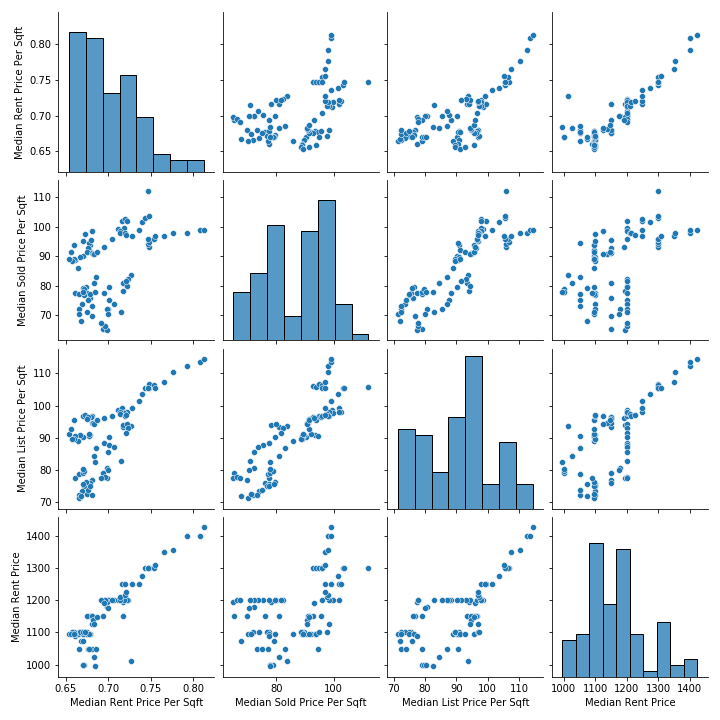 Median Rent Price Per Sqft
0.80
0.75
0.70
0.65
Median Sold Price Per Sqft
110
100
90
80
70
Median List Price Per Sqft
110
100
90
80
70
Median Rent Price
1400
1300
1200
1100
1000
0.65 0.70 0.75 0.80
80 100
70 80 90 100 110
1000 1100 1200 1300 1400
Median Rent Price Per Sqft
Median Sold Price Per Sqft
Median List Price Per Sqft
Median Rent Price